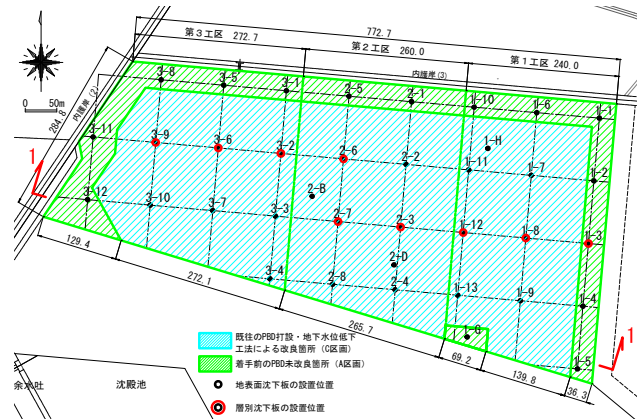 772.7
第3工区 272.7
第2工区 260.0
第1工区 240.0
内護岸(3)
0 50m
内護岸(2)
284.8
3-8
3-5
3-1
2-5
2-1
1-10
1-6
1-1
3-11
3-9
3-6
3-2
2-6
2-2
1-H
1-11
1-7
1-2
1
3-12
3-10
3-7
3-3
2-B
2-7
2-3
1-12
1-8
1-3
2-D
3-4
2-8
2-4
1-13
1-9
1-4
1-G
1-5
1
129.4
272.1
265.7
69.2
139.8
36.3
既往のPBD打設・地下水位低下
工法による改良箇所 (C区画)
着手前のPBD未改良箇所 (A区画)
地表面沈下板の設置位置
層別沈下板の設置位置
余水吐
沈殿池